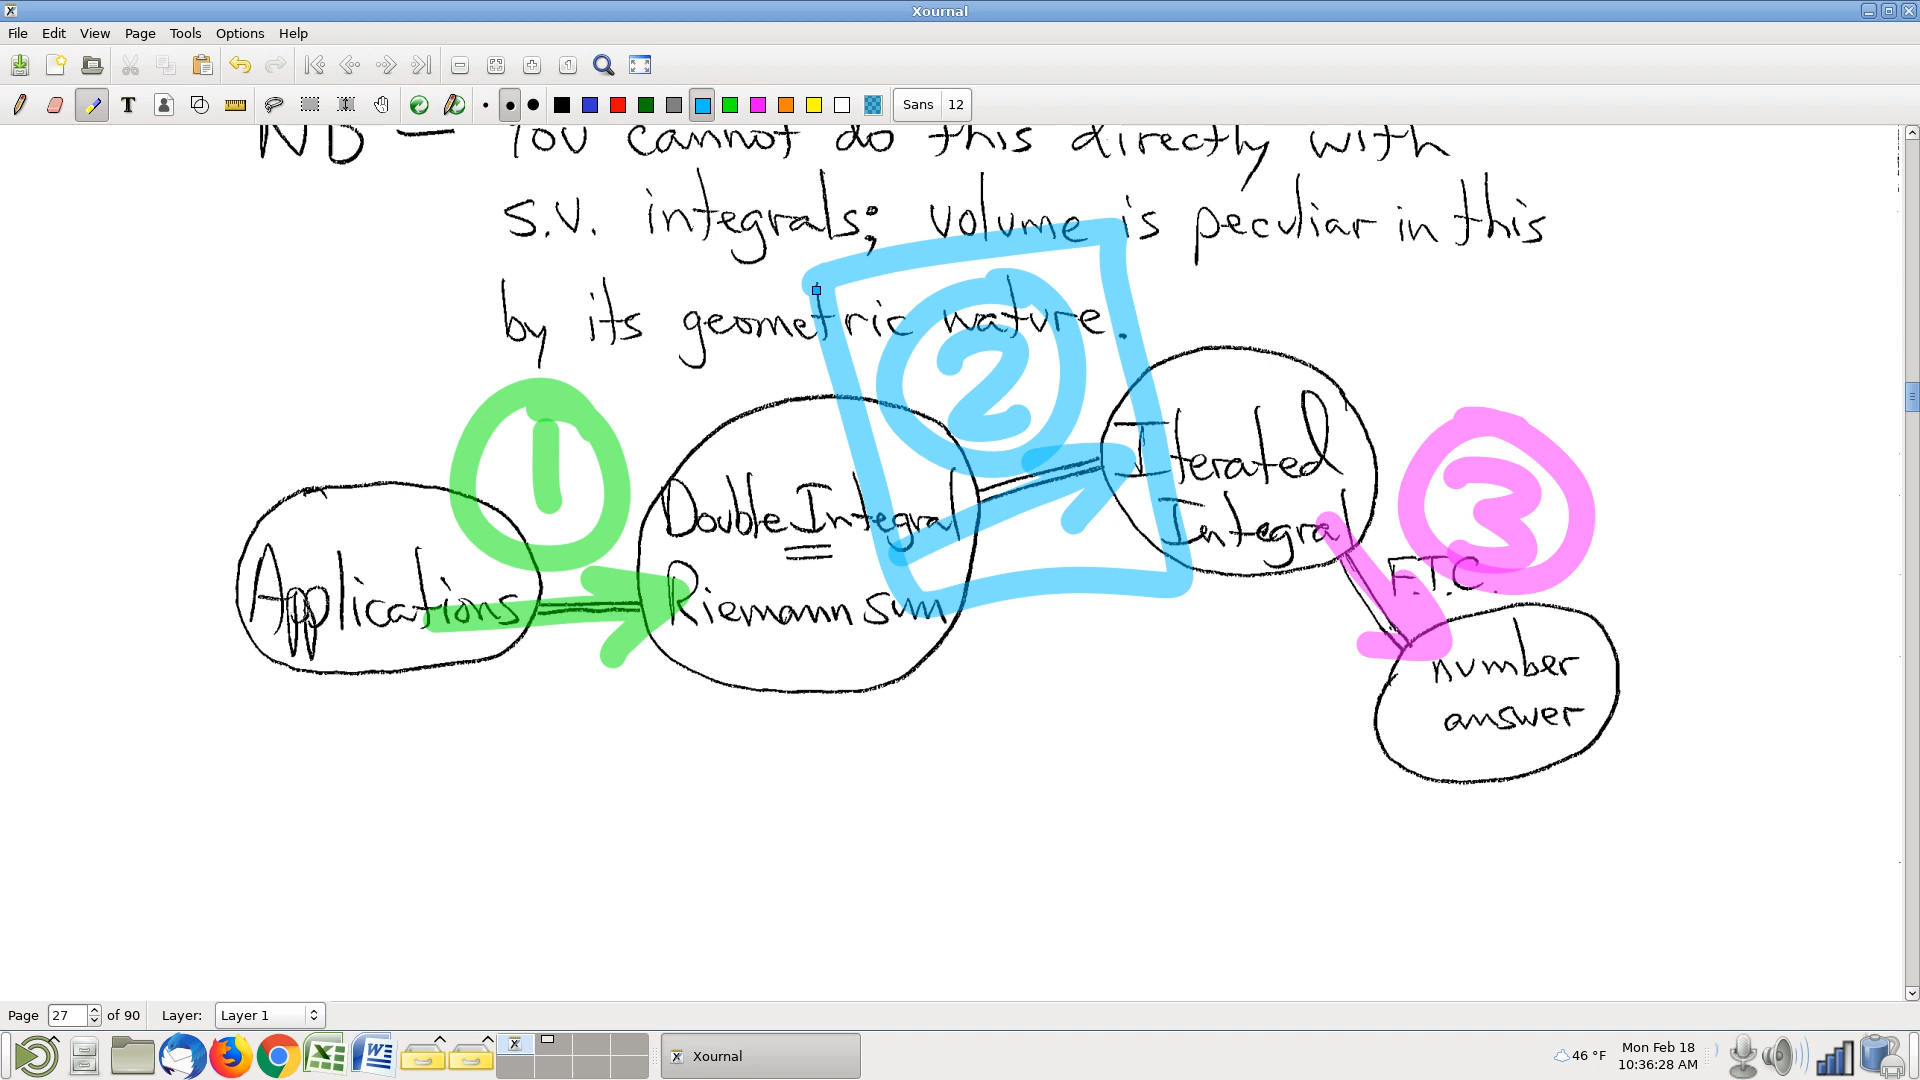 Xournal
File Edit View Page Tools Options Help
Sans 12
NB — You cannot do this directly with
S.V. integrals; volume is peculiar in this
by its geometric nature.
1
2
3
Applications
Double Integral
Riemann sum
Iterated
Integral
F.T.C.
number
answer
Page 27 of 90 Layer: Layer 1
Xournal
46 °F
Mon Feb 18
10:36:28 AM